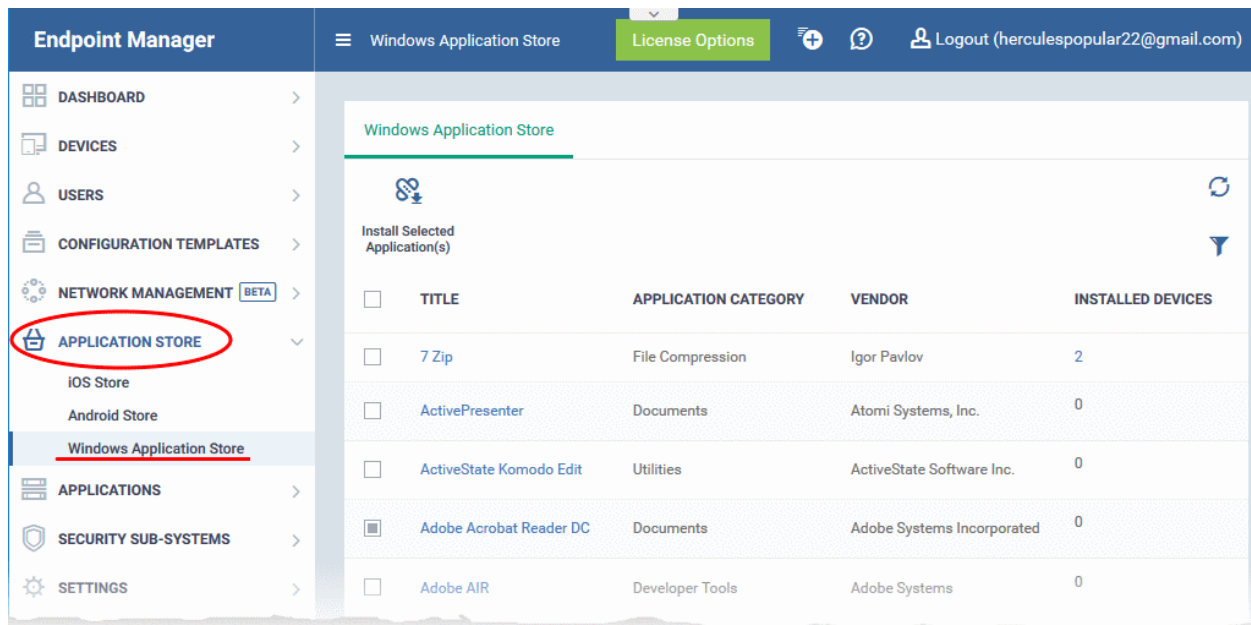 Endpoint Manager
Windows Application Store
License Options
Logout (herculespopular22@gmail.com)
DASHBOARD
DEVICES
USERS
CONFIGURATION TEMPLATES
NETWORK MANAGEMENT BETA
APPLICATION STORE
iOS Store
Android Store
Windows Application Store
APPLICATIONS
SECURITY SUB-SYSTEMS
SETTINGS
Windows Application Store
Install Selected
Application(s)
TITLE APPLICATION CATEGORY VENDOR INSTALLED DEVICES
7 Zip File Compression Igor Pavlov 2
ActivePresenter Documents Atomi Systems, Inc. 0
ActiveState Komodo Edit Utilities ActiveState Software Inc. 0
Adobe Acrobat Reader DC Documents Adobe Systems Incorporated 0
Adobe AIR Developer Tools Adobe Systems 0